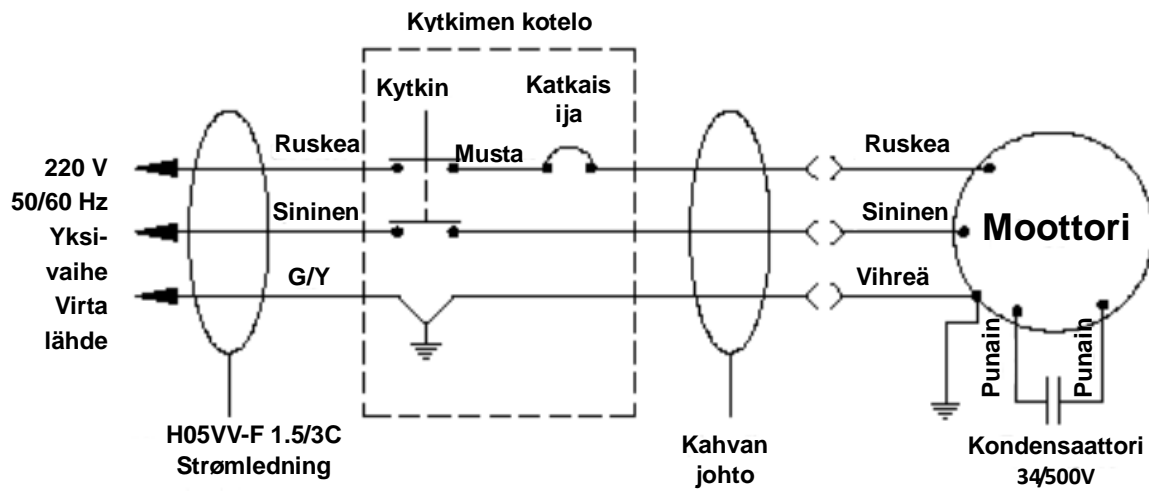 Kytkimen kotelo
Kytkin
Katkais
ija
220 V
50/60 Hz
Yksi-
vaihe
Virta
lähde
Ruskea
Musta
Ruskea
Sininen
Sininen
G/Y
Vihreä
Moottori
Punain
Punain
H05VV-F 1.5/3C
Strømledning
Kahvan
johto
Kondensaattori
34/500V